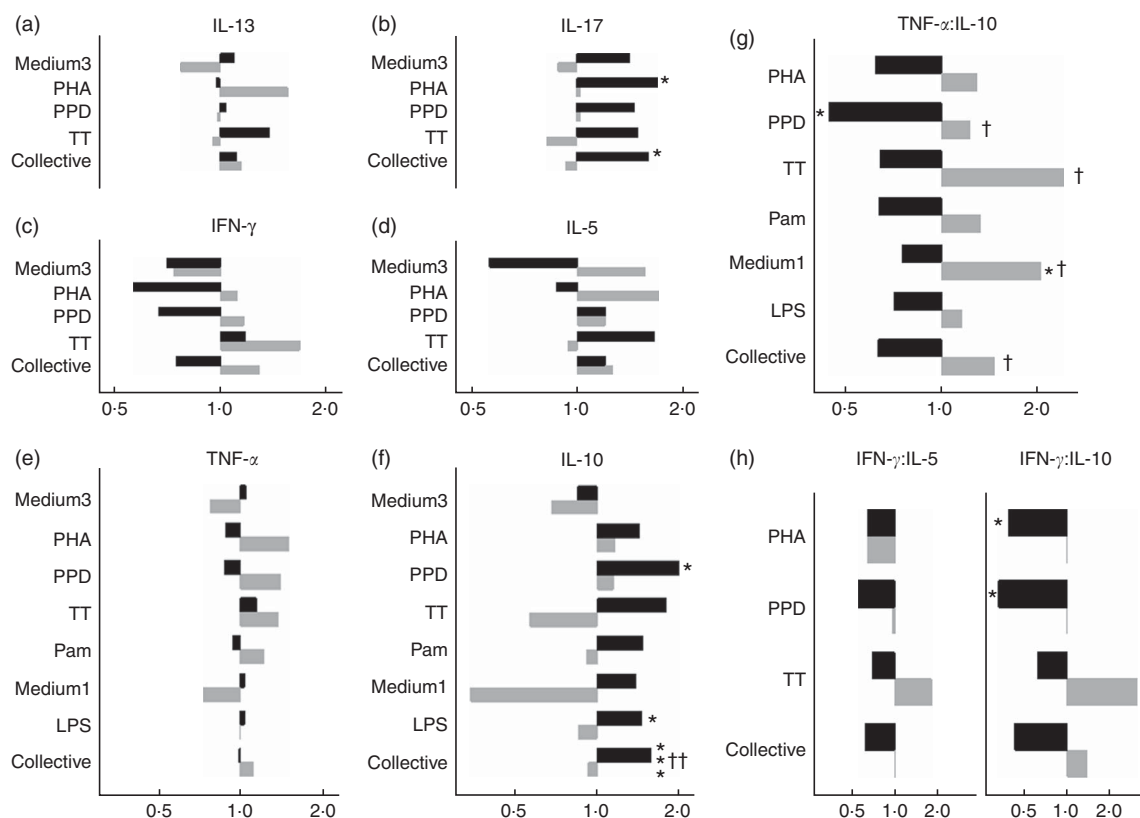 (a)
IL-13
Medium3
PHA
PPD
TT
Collective
(b)
IL-17
Medium3
PHA
*
PPD
TT
Collective
*
(c)
IFN-γ
Medium3
PHA
PPD
TT
Collective
0·5 1·0 2·0
(d)
IL-5
Medium3
PHA
PPD
TT
Collective
0·5 1·0 2·0
(g)
TNF-α:IL-10
PHA
PPD
*
†
TT
†
Pam
Medium1
*†
LPS
Collective
†
0·5 1·0 2·0
(e)
TNF-α
Medium3
PHA
PPD
TT
Pam
Medium1
LPS
Collective
0·5 1·0 2·0
(f)
IL-10
Medium3
PHA
PPD
*
TT
Pam
Medium1
LPS
*
Collective
*
*††
*
0·5 1·0 2·0
(h)
IFN-γ:IL-5
IFN-γ:IL-10
PHA
*
PPD
*
TT
Collective
0·5 1·0 2·0
0·5 1·0 2·0